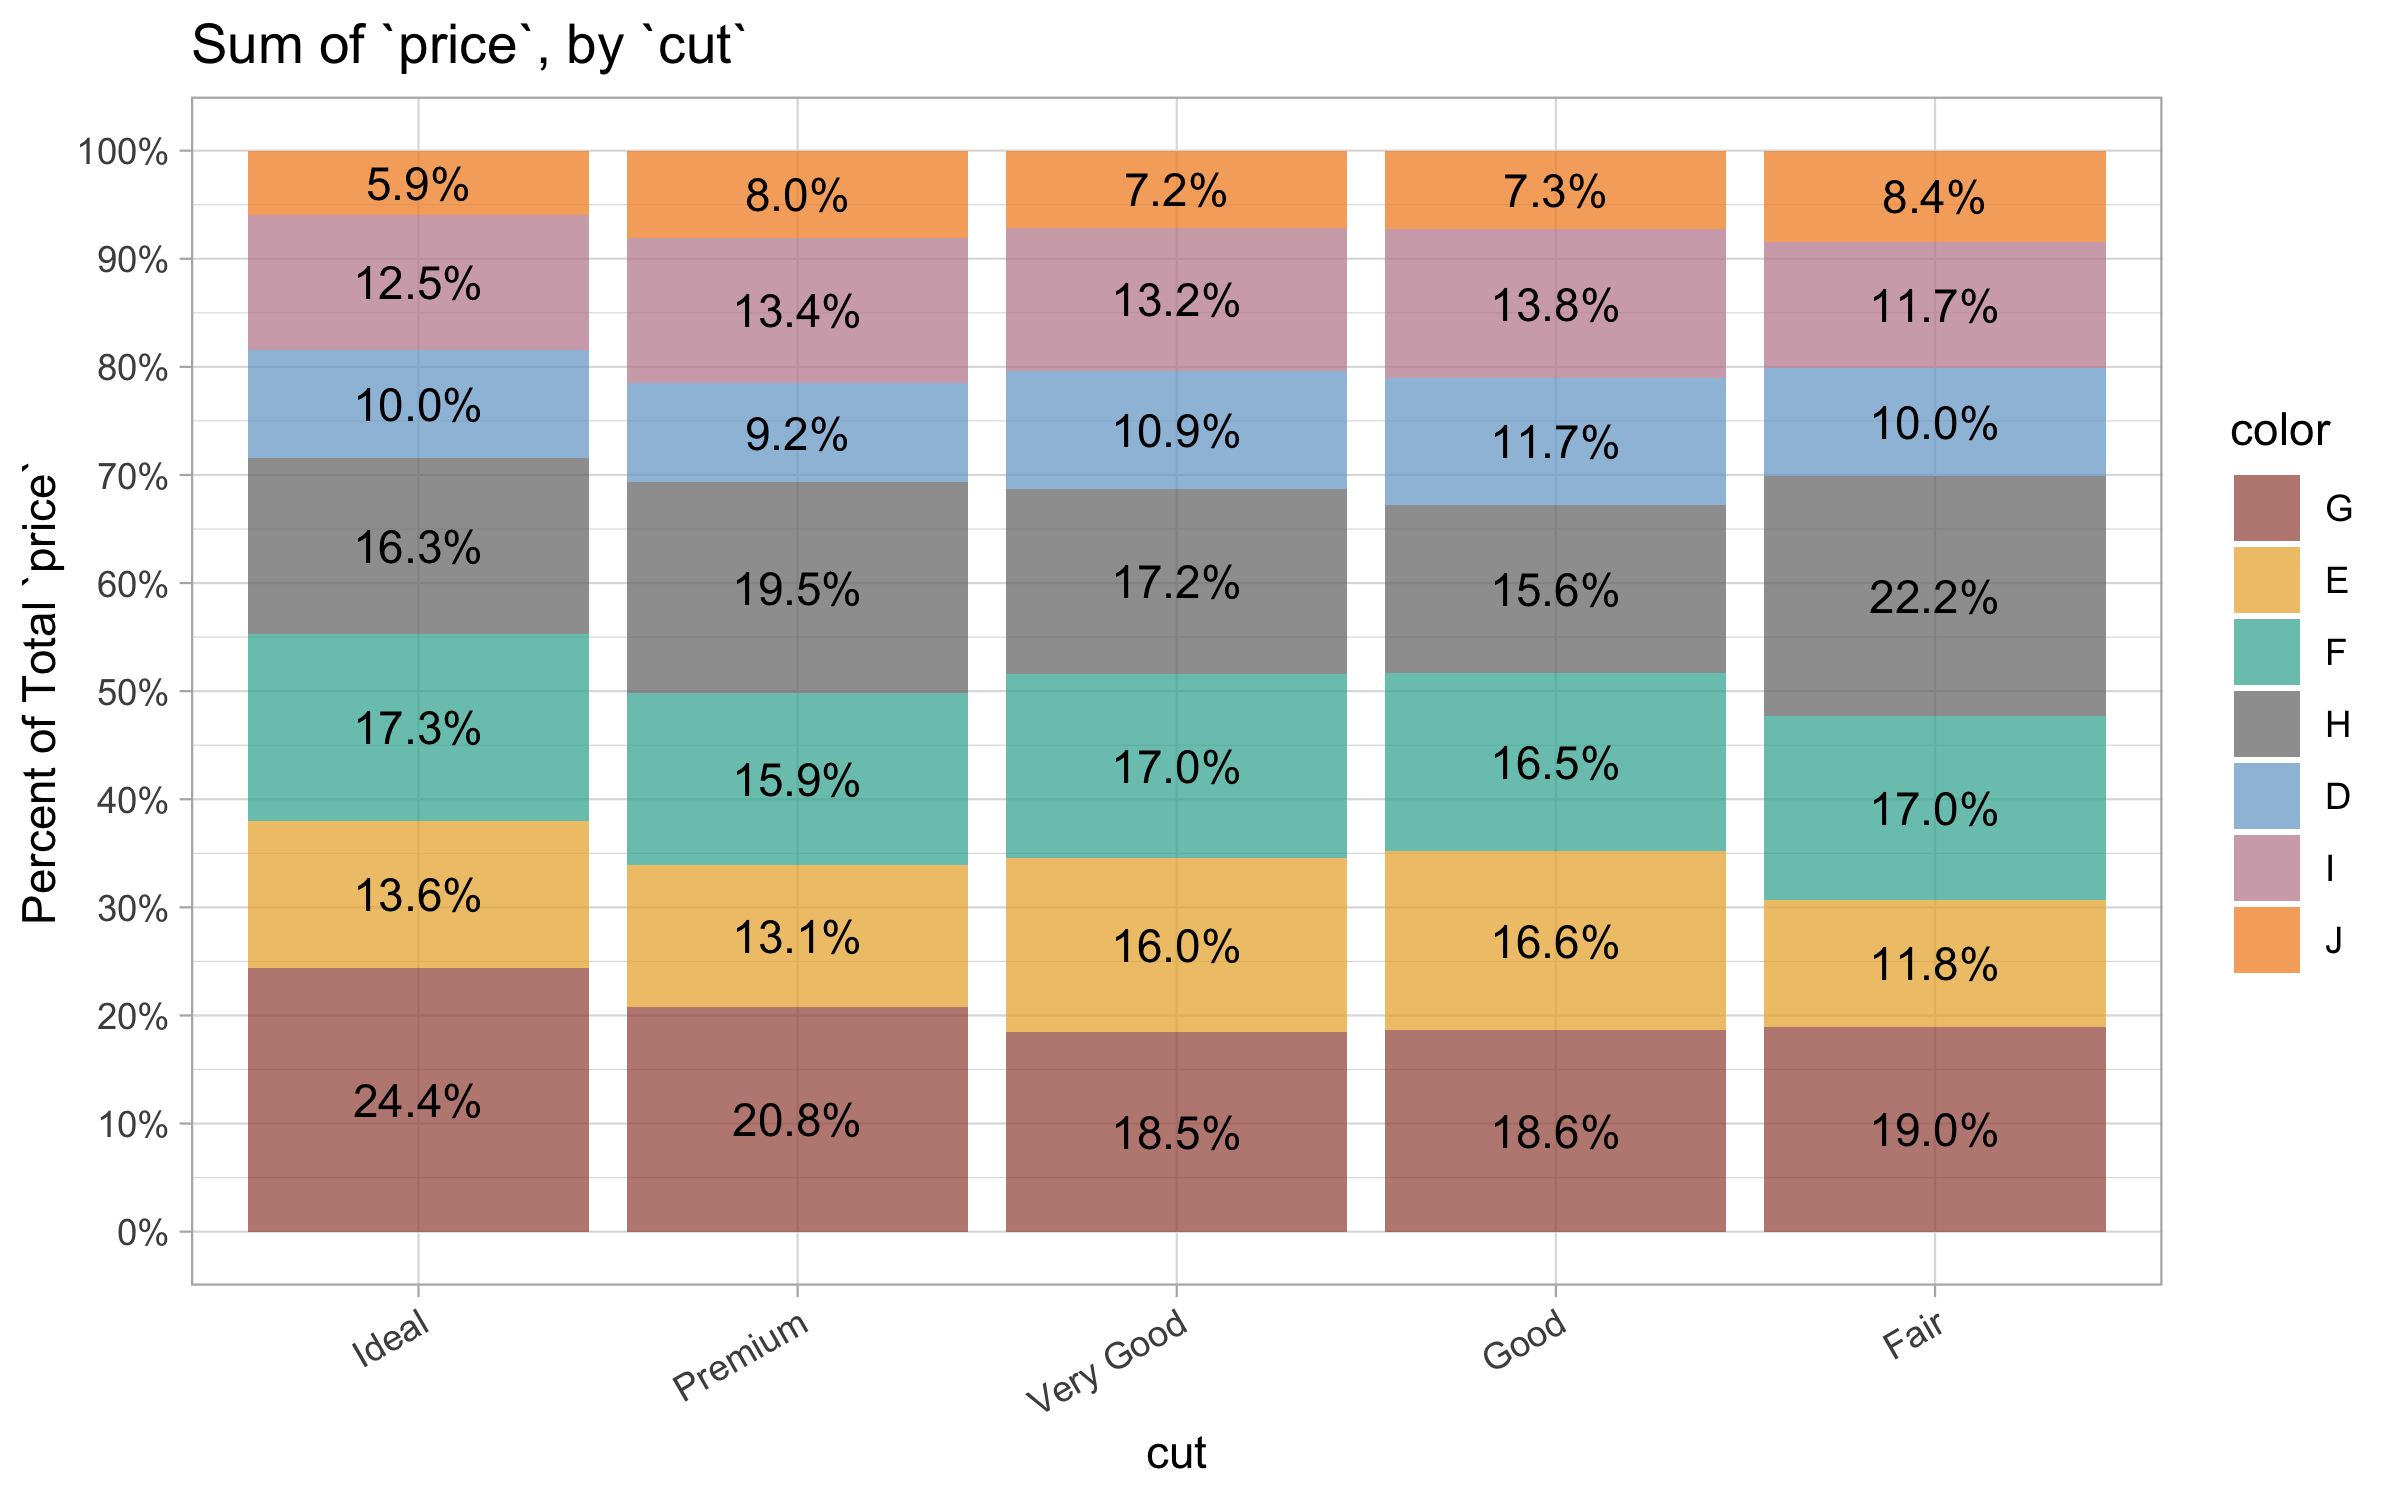 Sum of `price`, by `cut`
Percent of Total `price`
100%
90%
80%
70%
60%
50%
40%
30%
20%
10%
0%
5.9% 8.0% 7.2% 7.3% 8.4%
12.5% 13.4% 13.2% 13.8% 11.7%
10.0% 9.2% 10.9% 11.7% 10.0%
16.3% 19.5% 17.2% 15.6% 22.2%
17.3% 15.9% 17.0% 16.5% 17.0%
13.6% 13.1% 16.0% 16.6% 11.8%
24.4% 20.8% 18.5% 18.6% 19.0%
Ideal Premium Very Good Good Fair
cut
color
G
E
F
H
D
I
J